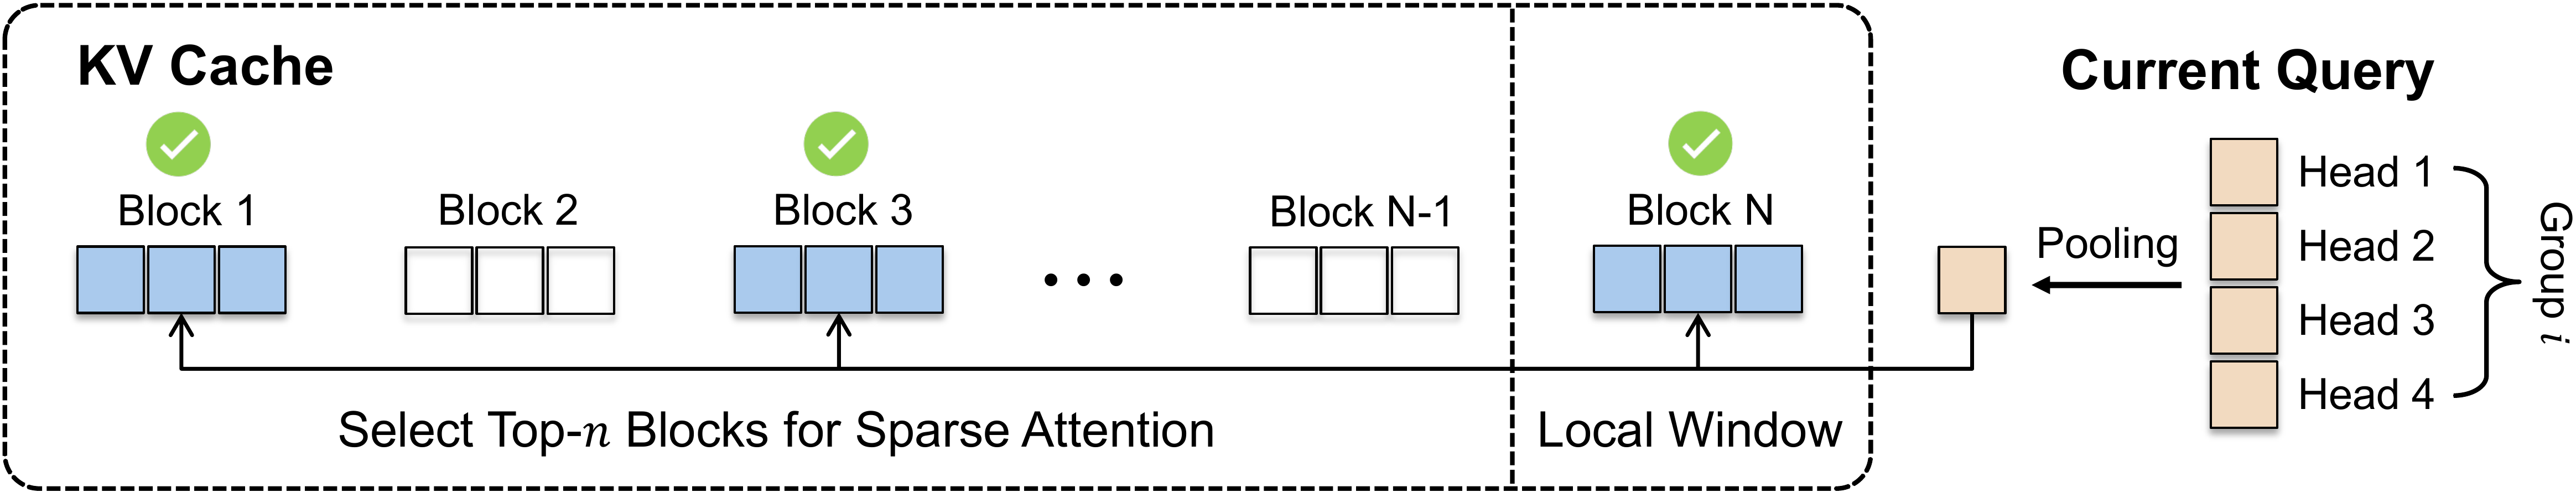 KV Cache
Current Query
Block 1
Block 2
Block 3
Block N-1
Block N
Pooling
Head 1
Head 2
Head 3
Head 4
Group i
Select Top-n Blocks for Sparse Attention
Local Window